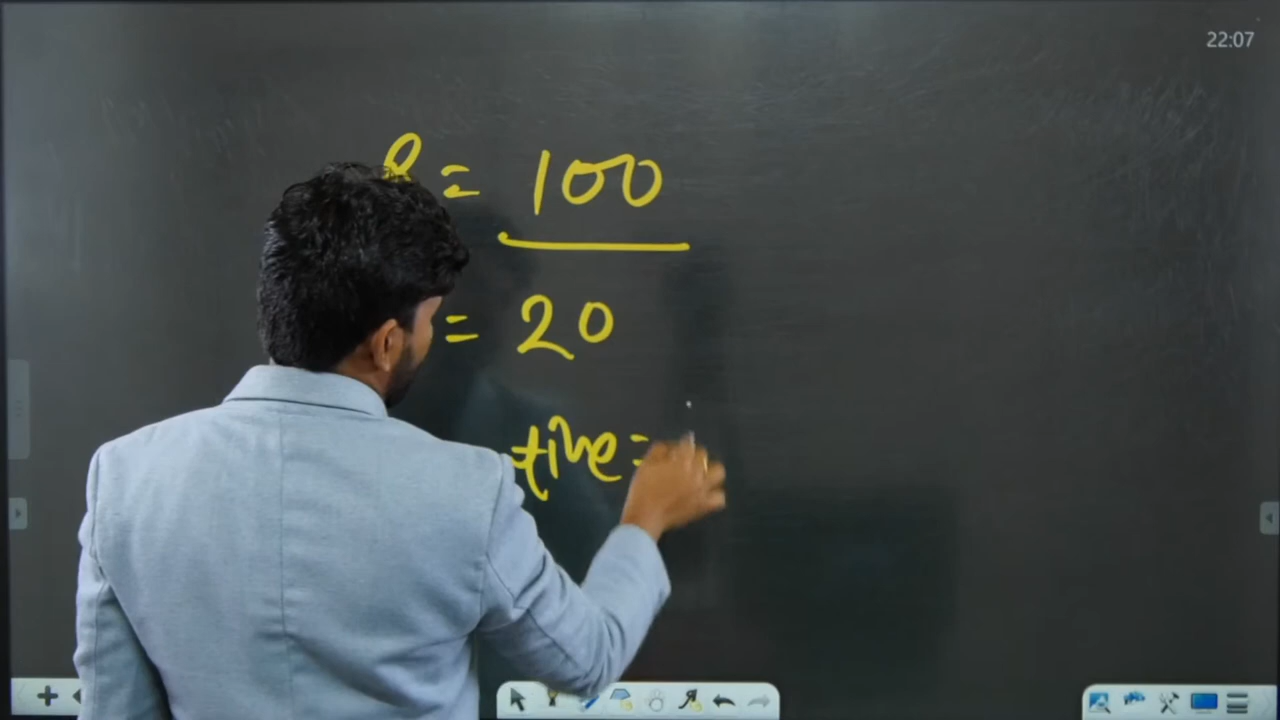 22:07
= 100
= 20
time =